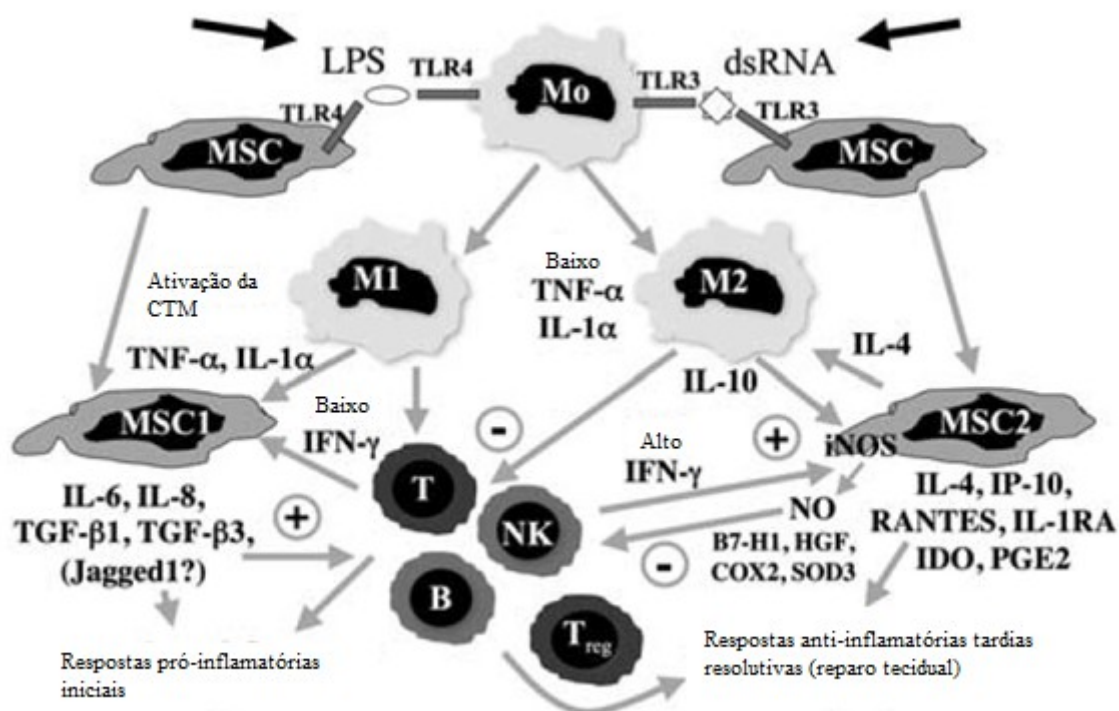 LPS
TLR4
Mo
TLR3
dsRNA
TLR4
TLR3
MSC
MSC
M1
Baixo
TNF-α
IL-1α
M2
Ativação da
CTM
TNF-α, IL-1α
IL-4
IL-10
MSC1
Baixo
IFN-γ
-
Alto
IFN-γ
+
MSC2
iNOS
T
IL-6, IL-8,
TGF-β1, TGF-β3,
(Jagged1?)
+
NK
NO
B7-H1, HGF,
COX2, SOD3
-
IL-4, IP-10,
RANTES, IL-1RA
IDO, PGE2
B
Treg
Respostas pró-inflamatórias
iniciais
Respostas anti-inflamatórias tardias
resolutivas (reparo tecidual)